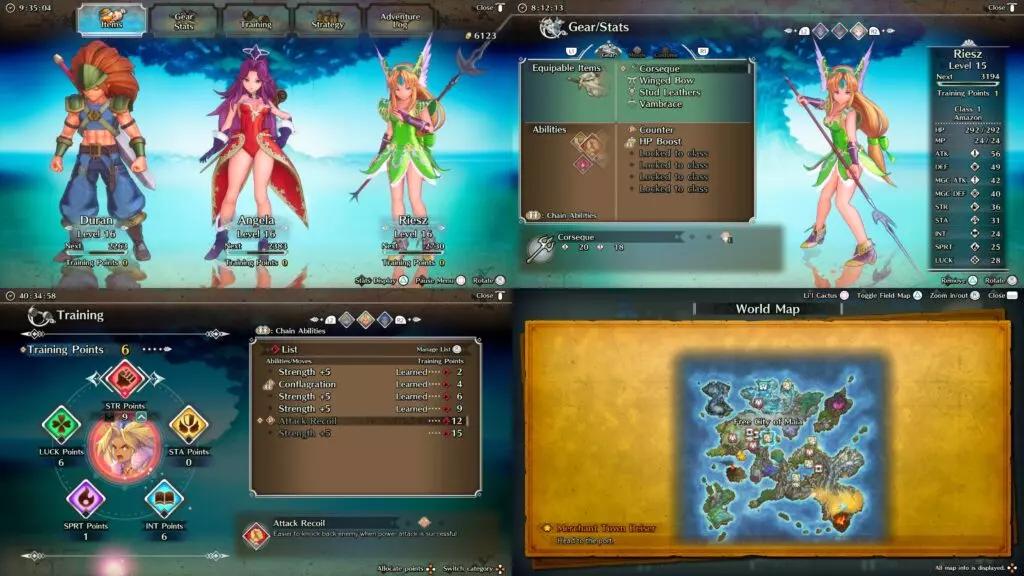 9:35:04
Close
Items
Gear
Stats
Training
Strategy
Adventure
Log
6123
Duran
Level 16
Next 2263
Training Points 0
Angela
Level 16
Next 2383
Training Points 0
Riesz
Level 16
Next
Training Points 0
Stats Display
Pause Menu
Rotate
8:12:13
Close
Gear/Stats
L1
R1
Equipable Items
Corseque
Winged Bow
Stud Leathers
Vambrace
Abilities
Counter
HP Boost
Locked to class
Locked to class
Locked to class
Locked to class
: Chain Abilities
Corseque
20 18
Riesz
Level 15
Next 3194
Training Points 1
Class 1
Amazon
HP 292/292
MP 24/24
ATK 56
DEF 49
MGC ATK 42
MGC DEF 40
STR 36
STA 31
INT 24
SPRT 25
LUCK 28
Remove
Rotate
40:34:58
Close
Training
: Chain Abilities
Training Points 6
STR Points
9
LUCK Points
6
STA Points
0
SPRT Points
1
INT Points
6
List
Manage List
Abilities/Moves
Training Points
Strength +5 Learned 2
Conflagration Learned 4
Strength +5 Learned 6
Strength +5 Learned 9
Attack Recoil 12
Strength +5 15
Attack Recoil
Easier to knock back enemy when power attack is successful
Allocate points
Switch category
Li'l Cactus
Toggle Field Map
Zoom in/out
Close
World Map
Free City of Maia
Merchant Town Beiser
Head to the port.
All map info is displayed.